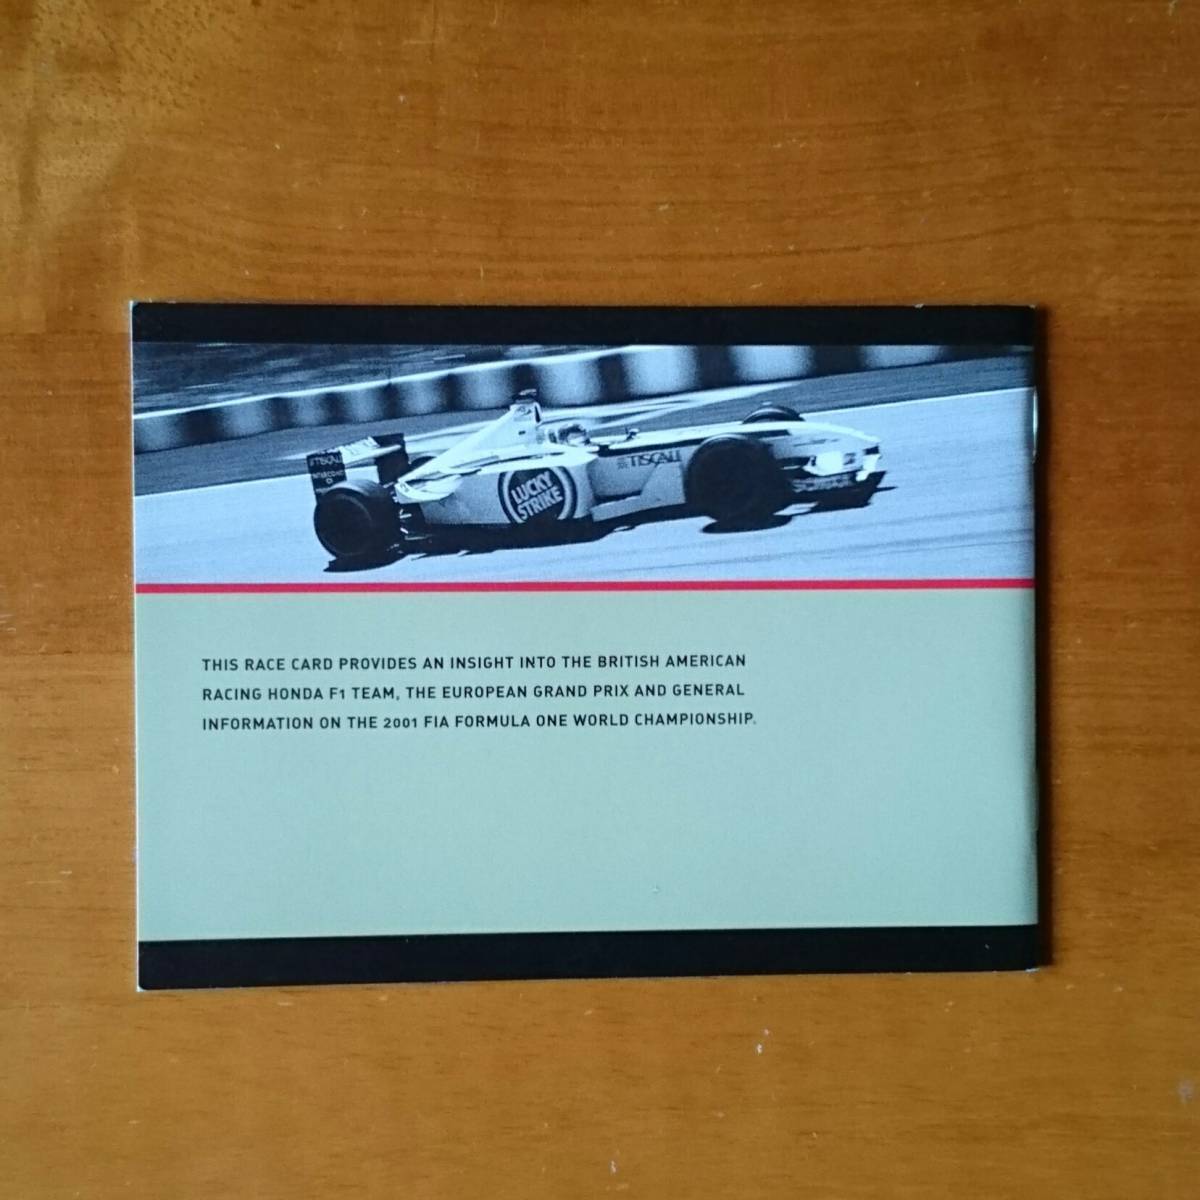 TISCALI
LUCKY
STRIKE
TISCALI
THIS RACE CARD PROVIDES AN INSIGHT INTO THE BRITISH AMERICAN
RACING HONDA F1 TEAM, THE EUROPEAN GRAND PRIX AND GENERAL
INFORMATION ON THE 2001 FIA FORMULA ONE WORLD CHAMPIONSHIP.